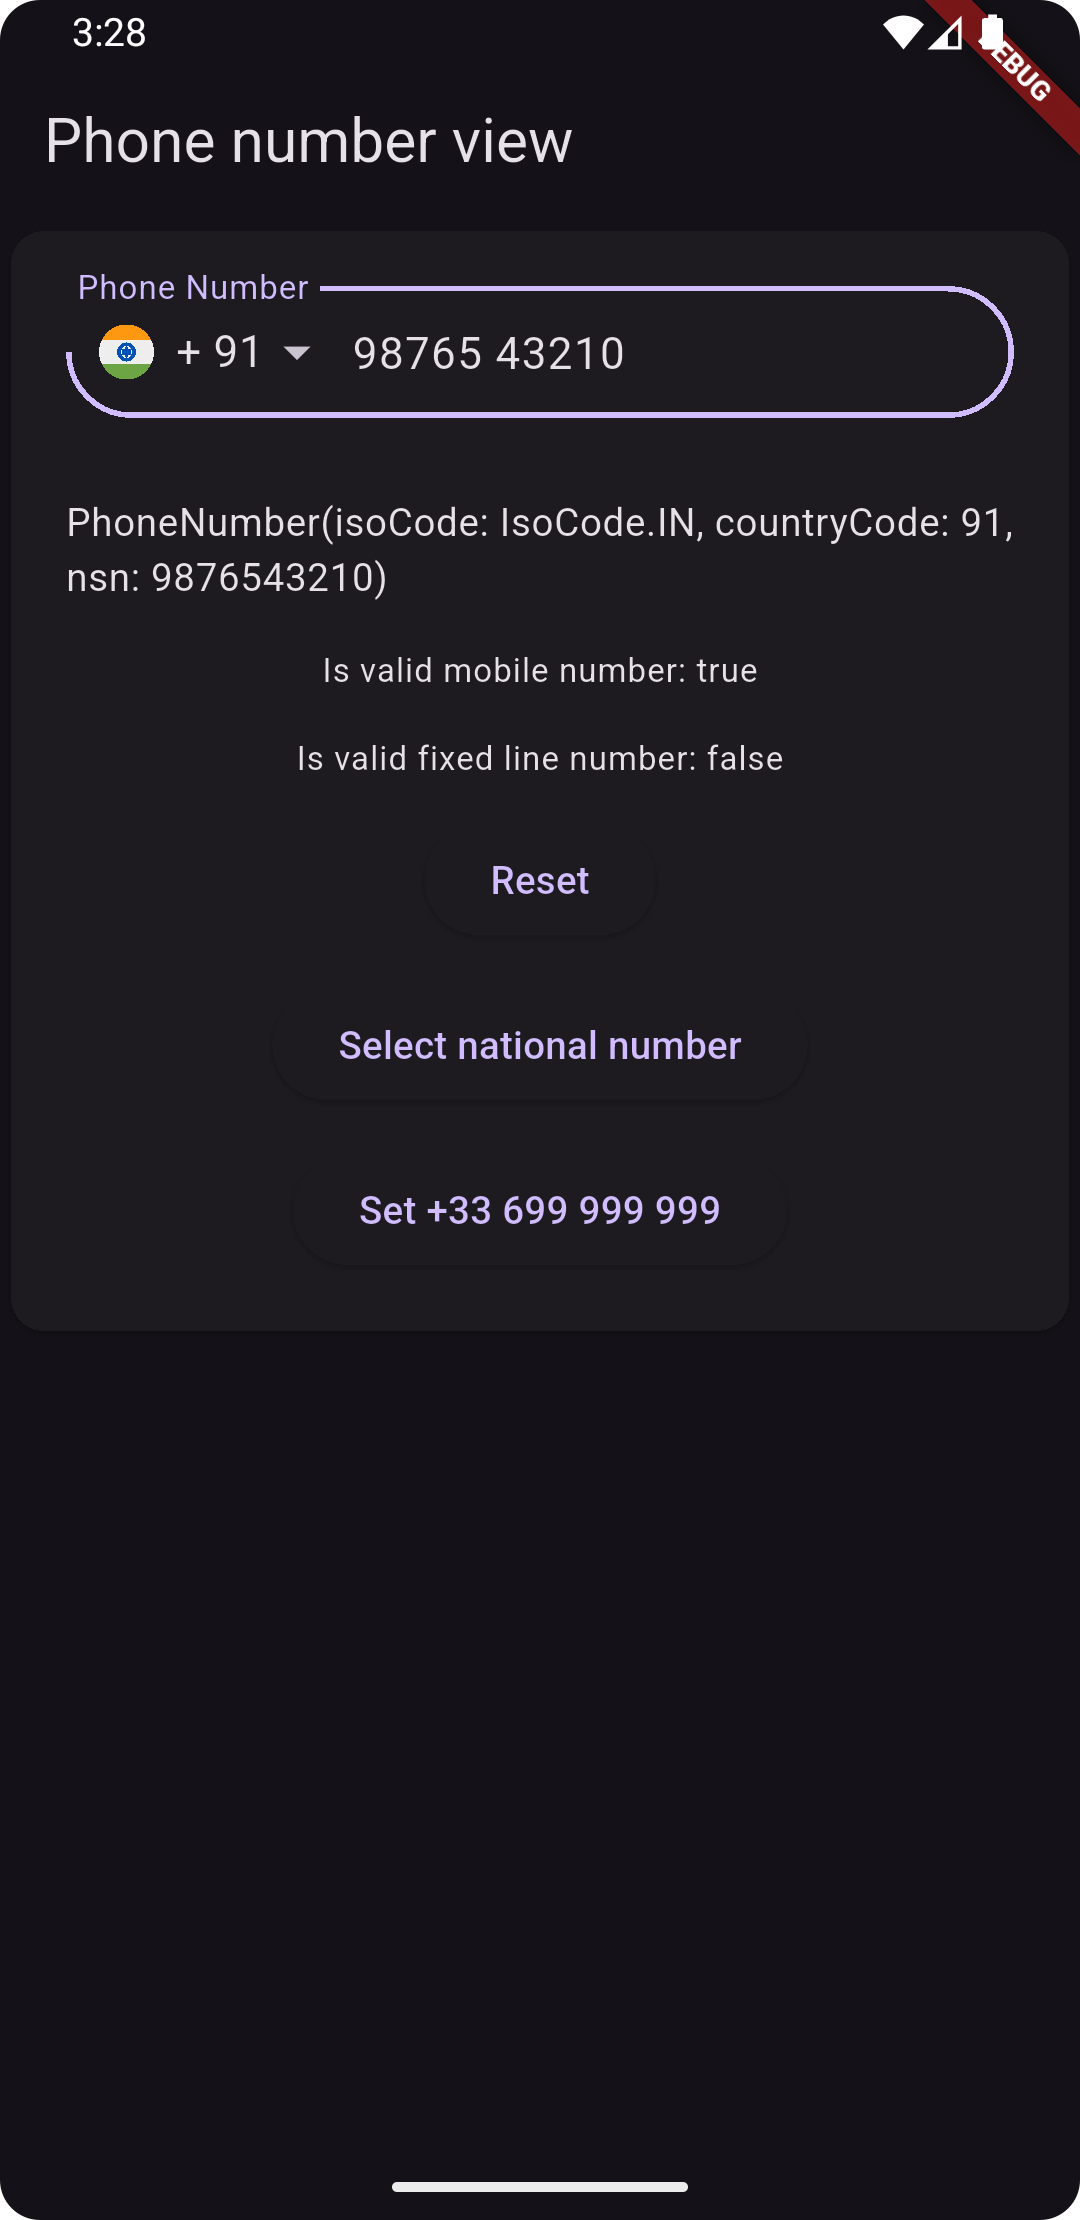 3:28
EBUG
Phone number view
Phone Number
+ 91 98765 43210
PhoneNumber(isoCode: IsoCode.IN, countryCode: 91,
nsn: 9876543210)
Is valid mobile number: true
Is valid fixed line number: false
Reset
Select national number
Set +33 699 999 999